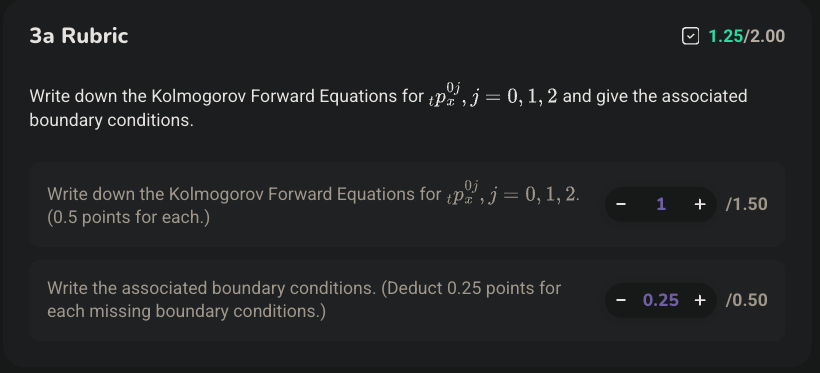 3a Rubric
1.25/2.00
Write down the Kolmogorov Forward Equations for $_tp_x^{0j}, j = 0, 1, 2$ and give the associated
boundary conditions.
Write down the Kolmogorov Forward Equations for $_tp_x^{0j}, j = 0, 1, 2.$
(0.5 points for each.)
− 1 + /1.50
Write the associated boundary conditions. (Deduct 0.25 points for
each missing boundary conditions.)
− 0.25 + /0.50